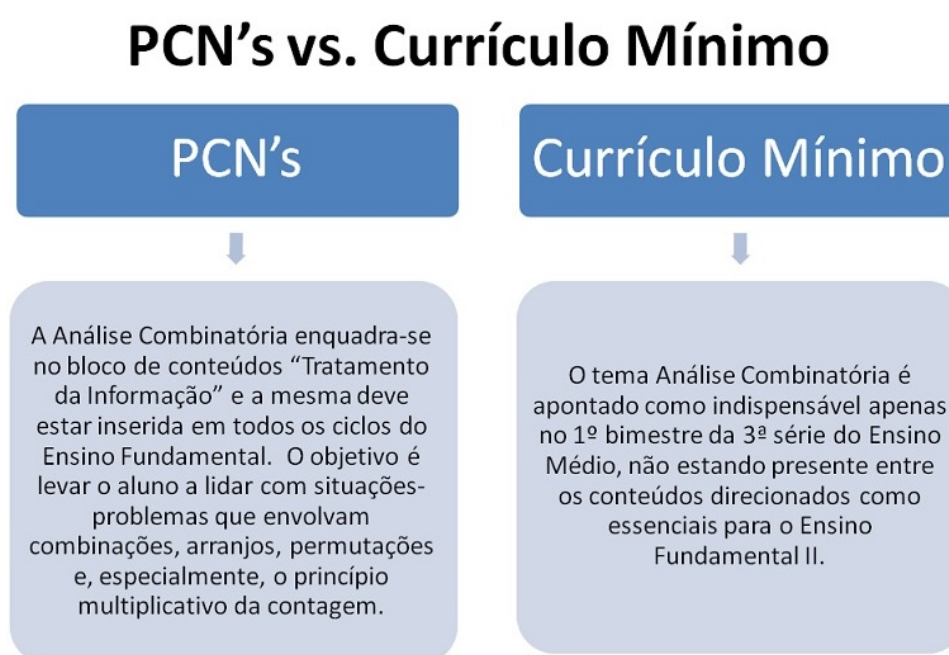 PCN’s vs. Currículo Mínimo
PCN’s
A Análise Combinatória enquadra-se
no bloco de conteúdos “Tratamento
da Informação” e a mesma deve
estar inserida em todos os ciclos do
Ensino Fundamental.  O objetivo é
levar o aluno a lidar com situações-
problemas que envolvam
combinações, arranjos, permutações
e, especialmente, o princípio
multiplicativo da contagem.
Currículo Mínimo
O tema Análise Combinatória é
apontado como indispensável apenas
no 1º bimestre da 3ª série do Ensino
Médio, não estando presente entre
os conteúdos direcionados como
essenciais para o Ensino
Fundamental II.